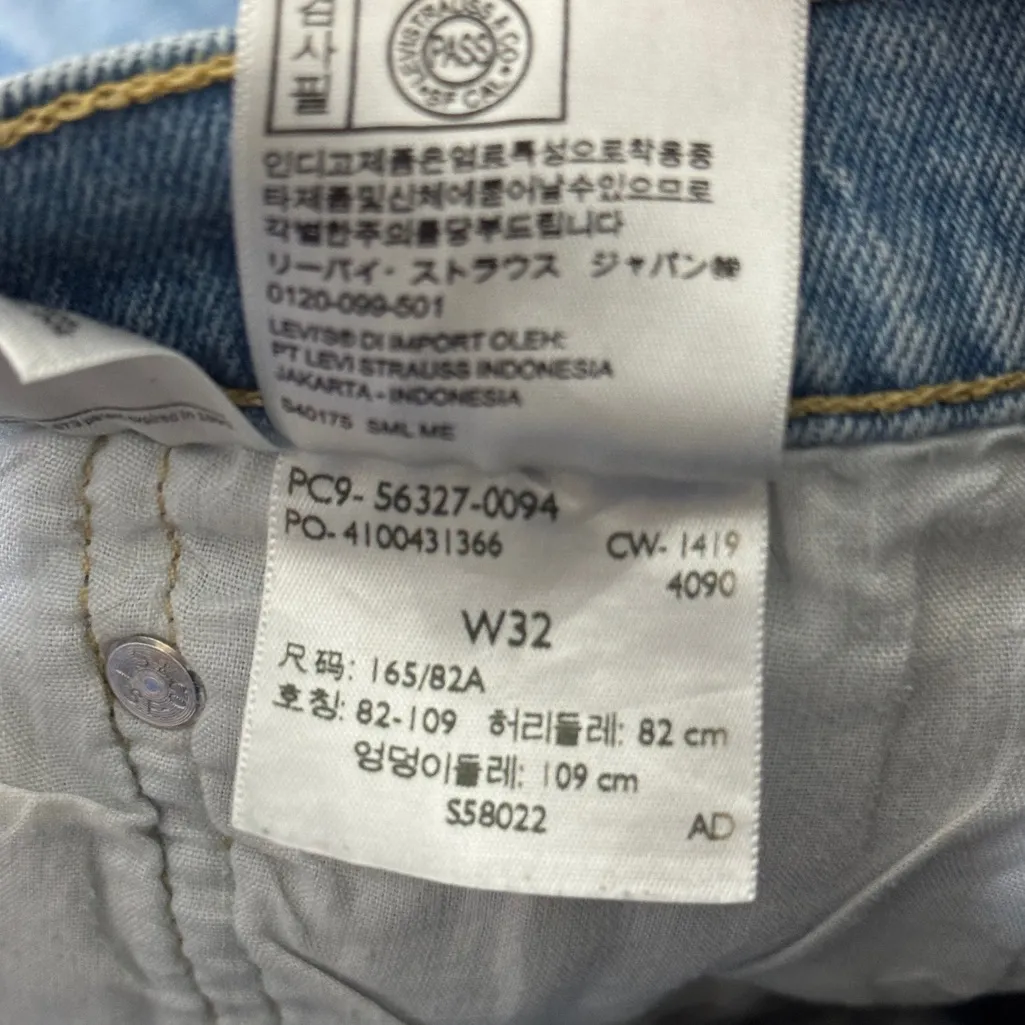 사
필
LEVI STRAUSS & CO
PASS
SF CAL
인디고제품은염료특성으로착용중
타제품및신체에묻어날수있으므로
각별한주의를당부드립니다
リーバイ・ストラウス ジャパン㈱
0120-099-501
LEVI'S® DI IMPORT OLEH:
PT LEVI STRAUSS INDONESIA
JAKARTA - INDONESIA
S40175 SML ME
PC9- 56327-0094
PO- 4100431366 CW- 1419
4090
W32
尺码: 165/82A
호칭: 82-109 허리둘레: 82 cm
엉덩이둘레: 109 cm
S58022 AD